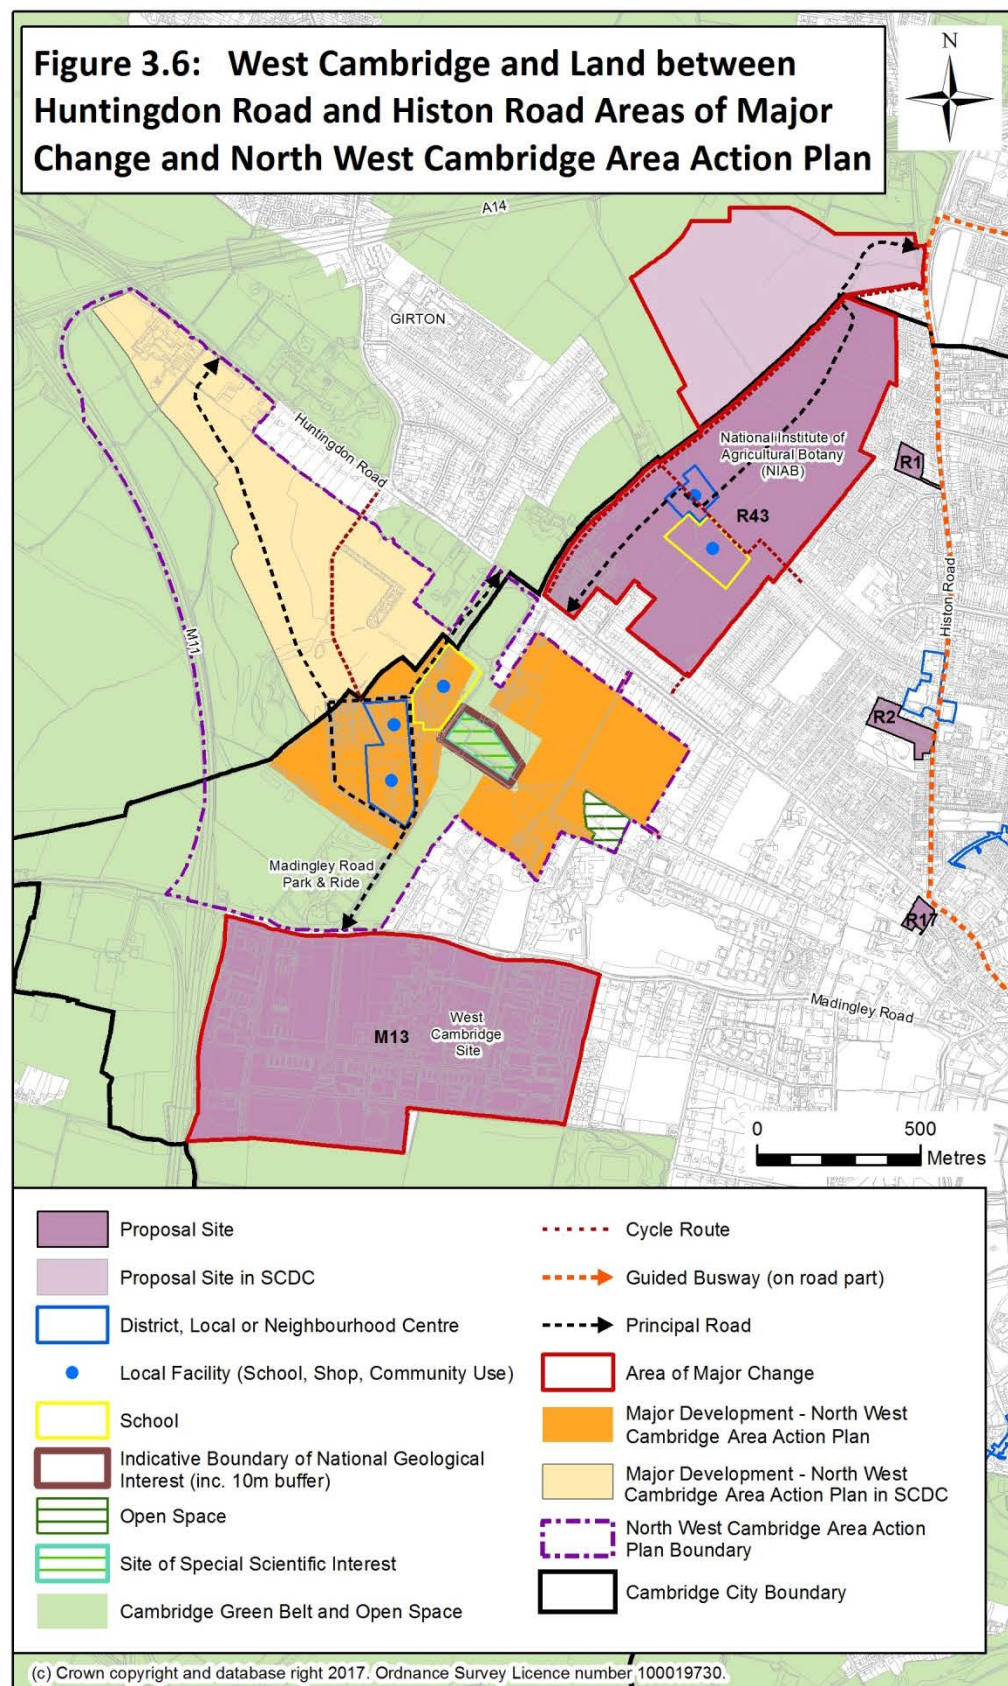 Figure 3.6: West Cambridge and Land between
Huntingdon Road and Histon Road Areas of Major
Change and North West Cambridge Area Action Plan
N
A14
GIRTON
Huntingdon Road
National Institute of
Agricultural Botany
(NIAB)
R1
R43
Histon Road
M11
R2
Madingley Road
Park & Ride
R17
Madingley Road
M13
West
Cambridge
Site
0 500
Metres
Proposal Site
Proposal Site in SCDC
District, Local or Neighbourhood Centre
Local Facility (School, Shop, Community Use)
School
Indicative Boundary of National Geological
Interest (inc. 10m buffer)
Open Space
Site of Special Scientific Interest
Cambridge Green Belt and Open Space
Cycle Route
Guided Busway (on road part)
Principal Road
Area of Major Change
Major Development - North West
Cambridge Area Action Plan
Major Development - North West
Cambridge Area Action Plan in SCDC
North West Cambridge Area Action
Plan Boundary
Cambridge City Boundary
(c) Crown copyright and database right 2017. Ordnance Survey Licence number 100019730.